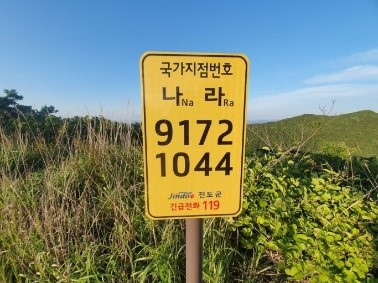 국가지점번호
나Na 라Ra
9172
1044
Jindo 진도군
긴급전화 119